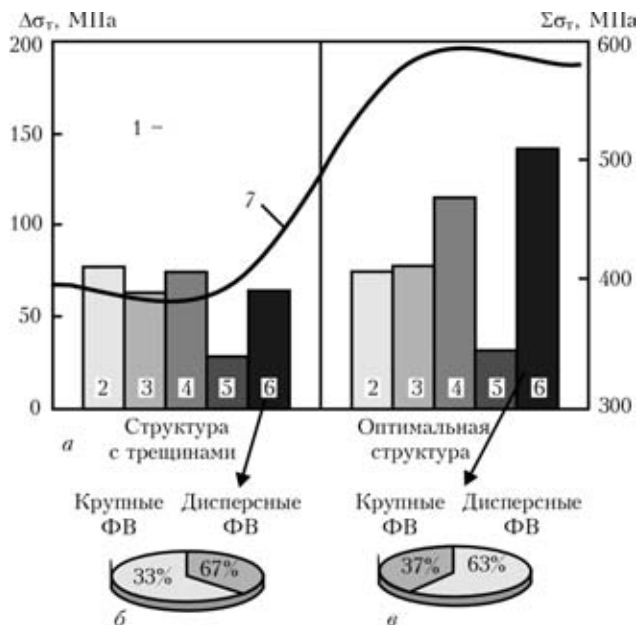 Δσт, МПа Σσт, МПа
200 600
1 –
150
500
7
100
400
50
2 3 4 5 6 2 3 4 5 6
0 300
Структура Оптимальная
а с трещинами структура
Крупные Дисперсные Крупные Дисперсные
ФВ ФВ ФВ ФВ
33% 67% 37% 63%
б в